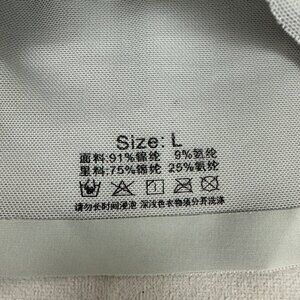 Size: L
面料:91%锦纶 9%氨纶
里料:75%锦纶 25%氨纶
请勿长时间浸泡 深浅色衣物须分开洗涤